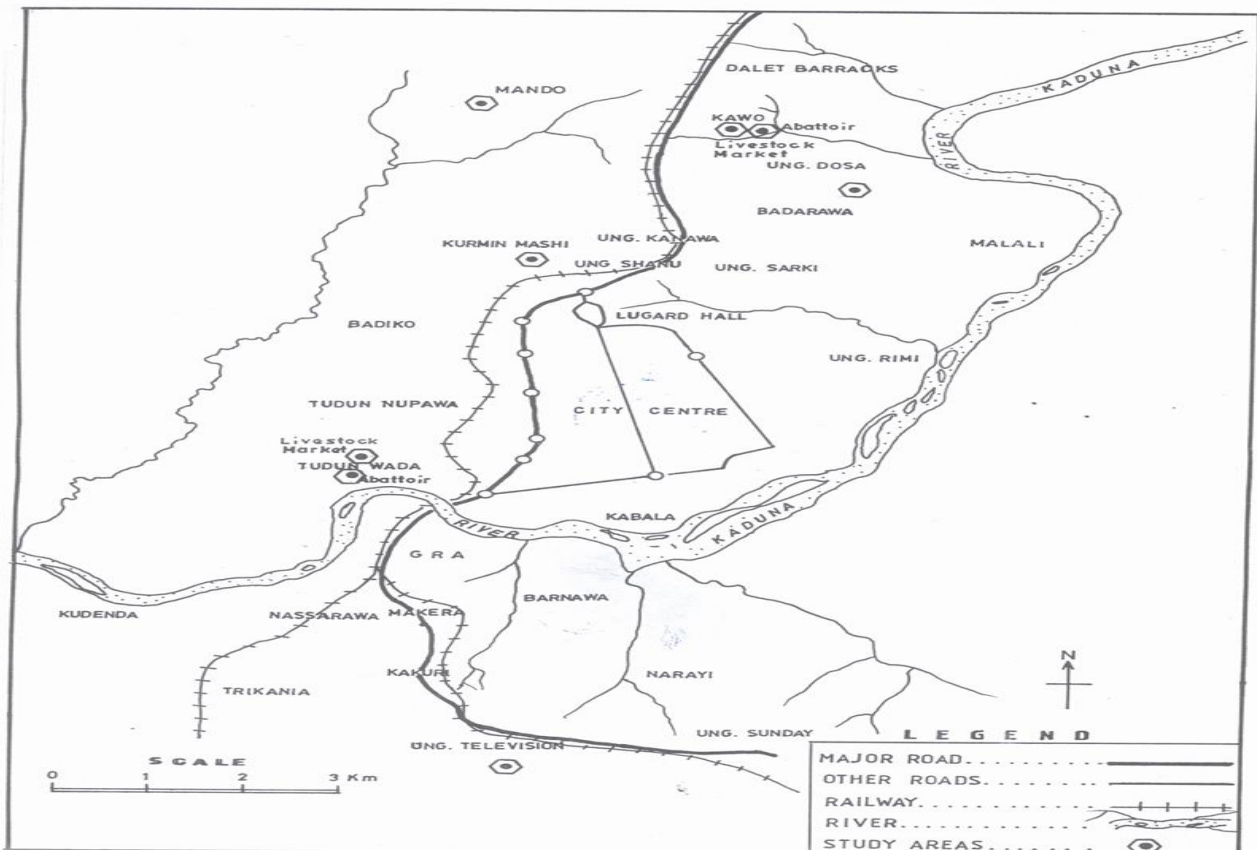 DALET BARRACKS
KADUNA
MANDO
KAWO
Abattoir
Livestock
Market
RIVER
UNG. DOSA
BADARAWA
UNG. KANAWA
MALALI
KURMIN MASHI
UNG SHANU
UNG. SARKI
LUGARD HALL
BADIKO
UNG. RIMI
TUDUN NUPAWA
CITY CENTRE
Livestock
Market
TUDUN WADA
Abattoir
KABALA
RIVER
KADUNA
GRA
BARNAWA
KUDENDA
NASSARAWA
MAKERA
KAKURI
NARAYI
TRIKANIA
N
UNG. SUNDAY
UNG. TELEVISION
SCALE
0 1 2 3 Km
LEGEND
MAJOR ROAD
OTHER ROADS
RAILWAY
RIVER
STUDY AREAS